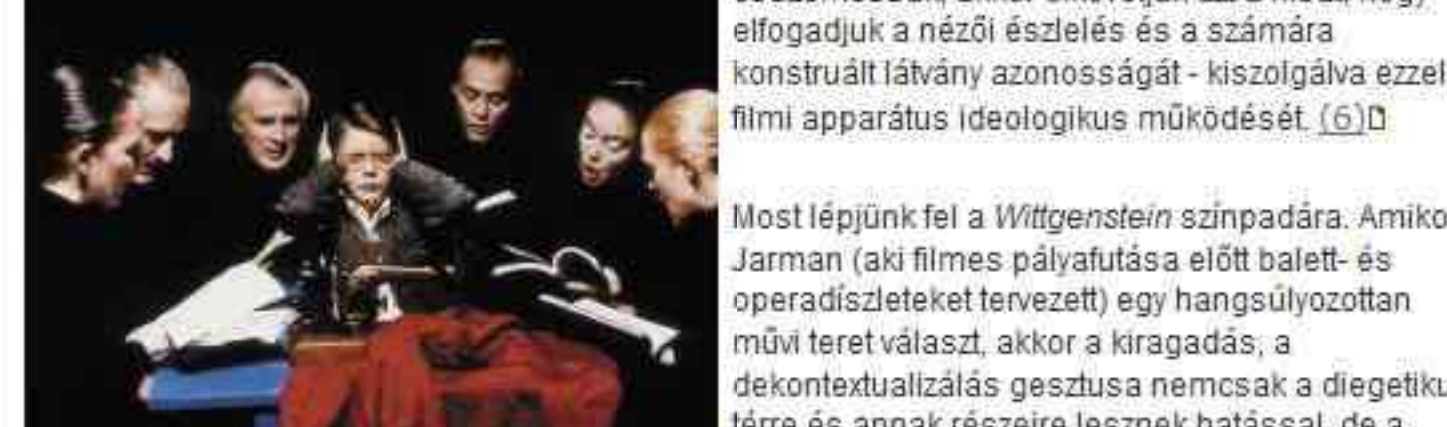 elfogadjuk a nézői észlelés és a számára
konstruált látvány azonosságát - kiszolgálva ezzel
filmi apparátus ideologikus működését. (6)
Most lépjünk fel a Wittgenstein színpadára. Amiko
Jarman (aki filmes pályafutása előtt balett- és
operadíszleteket tervezett) egy hangsúlyozottan
művi teret választ, akkor a kiragadás, a
dekontextualizálás gesztusa nemcsak a diegetiku
térre és annak részeire lesznek hatással, de a